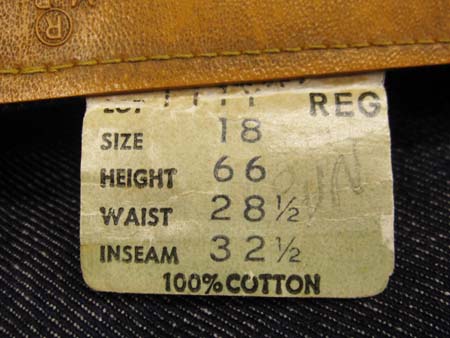 ®
REG
SIZE 18
HEIGHT 66
WAIST 28½
INSEAM 32½
100% COTTON